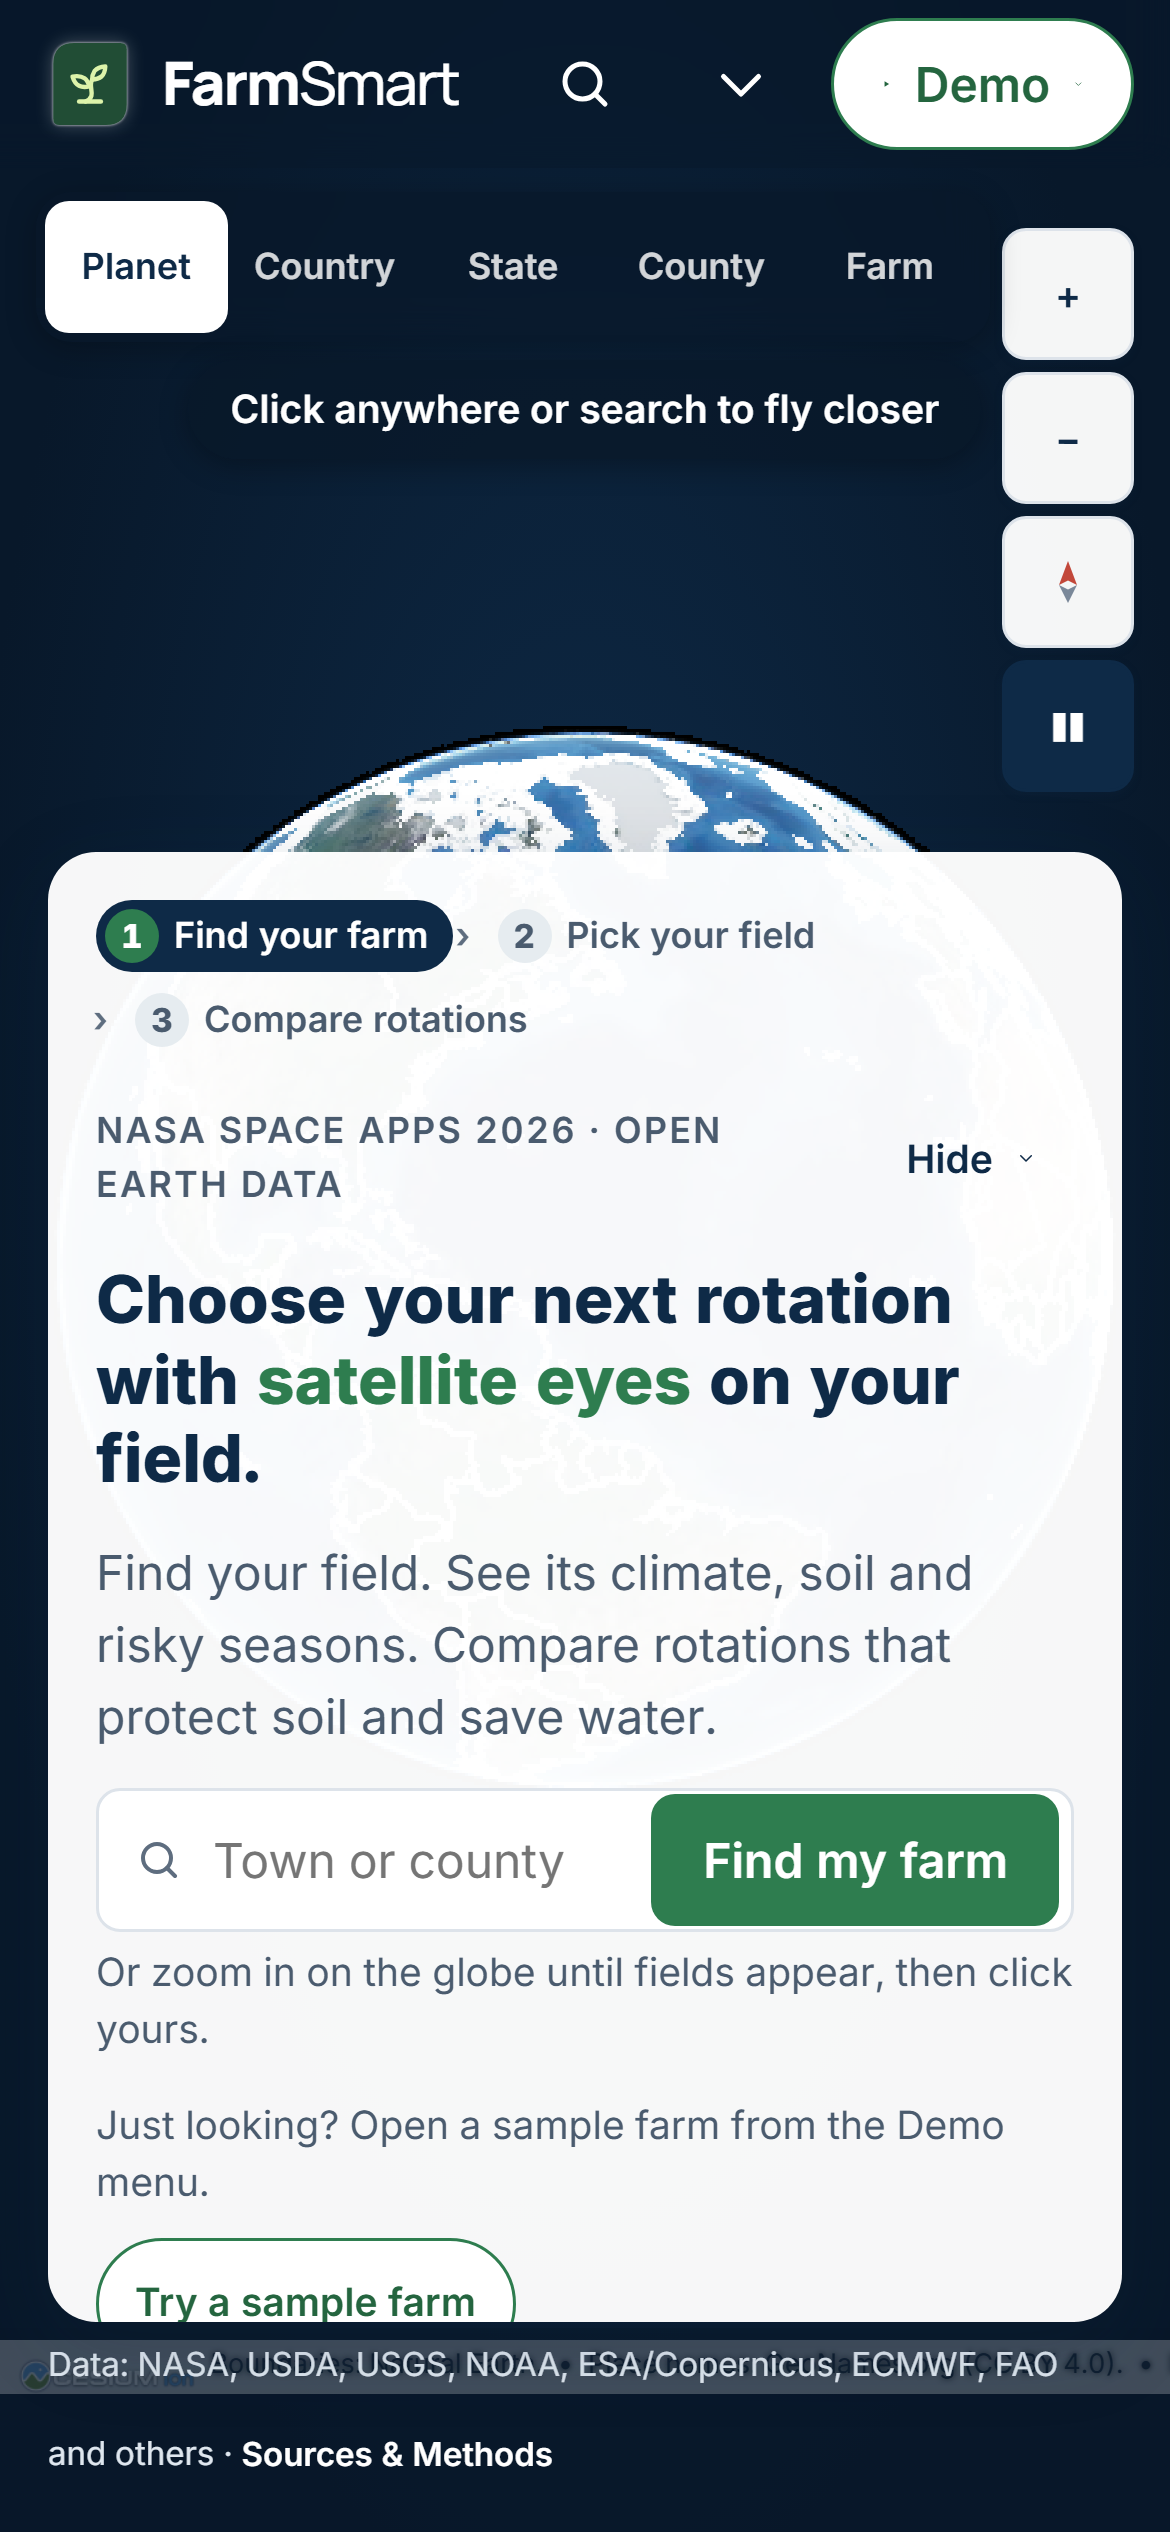 FarmSmart
Demo
Planet Country State County Farm
+
Click anywhere or search to fly closer
−
1 Find your farm › 2 Pick your field
› 3 Compare rotations
NASA SPACE APPS 2026 · OPEN
EARTH DATA
Hide
Choose your next rotation
with satellite eyes on your
field.
Find your field. See its climate, soil and
risky seasons. Compare rotations that
protect soil and save water.
Town or county
Find my farm
Or zoom in on the globe until fields appear, then click
yours.
Just looking? Open a sample farm from the Demo
menu.
Try a sample farm
Data: NASA, USDA, USGS, NOAA, ESA/Copernicus, ECMWF, FAO
CESIUM ion
4.0). •
and others · Sources & Methods